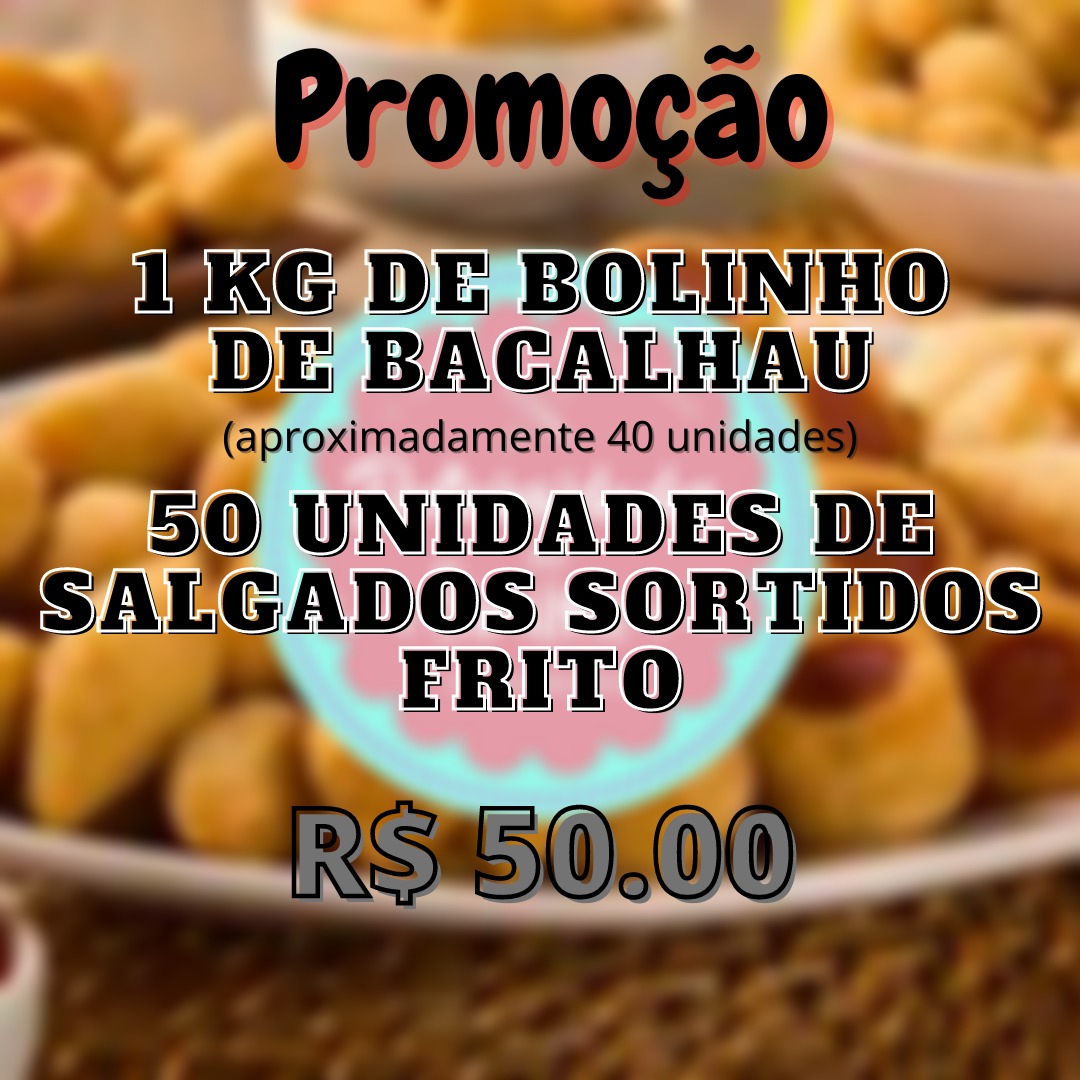 Promoção
1 KG DE BOLINHO
DE BACALHAU
(aproximadamente 40 unidades)
50 UNIDADES DE
SALGADOS SORTIDOS
FRITO
R$ 50.00